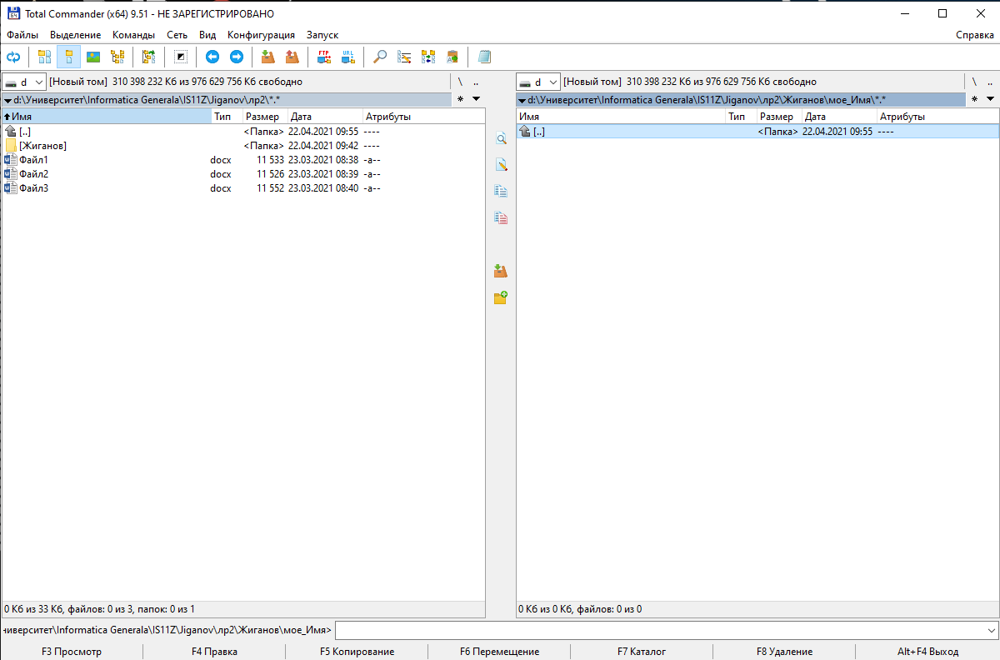 Total Commander (x64) 9.51 - НЕ ЗАРЕГИСТРИРОВАНО
Файлы Выделение Команды Сеть Вид Конфигурация Запуск Справка
FTP URL
d [Новый том] 310 398 232 Кб из 976 629 756 Кб свободно \ ..
d:\Университет\Informatica Generala\IS11Z\Jiganov\лр2\*.* *
Имя Тип Размер Дата Атрибуты
[..] <Папка> 22.04.2021 09:55 ----
[Жиганов] <Папка> 22.04.2021 09:42 ----
Файл1 docx 11 533 23.03.2021 08:38 -a--
Файл2 docx 11 526 23.03.2021 08:39 -a--
Файл3 docx 11 552 23.03.2021 08:40 -a--
0 Кб из 33 Кб, файлов: 0 из 3, папок: 0 из 1
d [Новый том] 310 398 232 Кб из 976 629 756 Кб свободно \ ..
d:\Университет\Informatica Generala\IS11Z\Jiganov\лр2\Жиганов\мое_Имя\*.* *
Имя Тип Размер Дата Атрибуты
[..] <Папка> 22.04.2021 09:55 ----
0 Кб из 0 Кб, файлов: 0 из 0
ниверситет\Informatica Generala\IS11Z\Jiganov\лр2\Жиганов\мое_Имя>
F3 Просмотр F4 Правка F5 Копирование F6 Перемещение F7 Каталог F8 Удаление Alt+F4 Выход